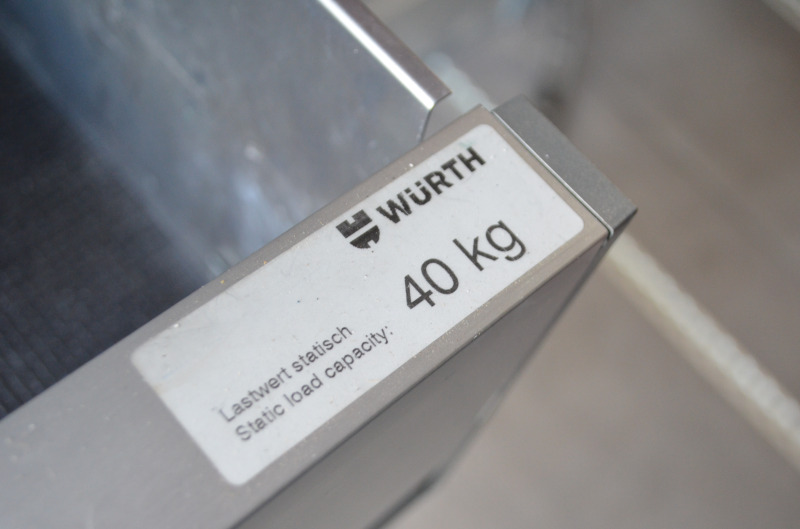 WÜRTH
40 kg
Lastwert statisch
Static load capacity: